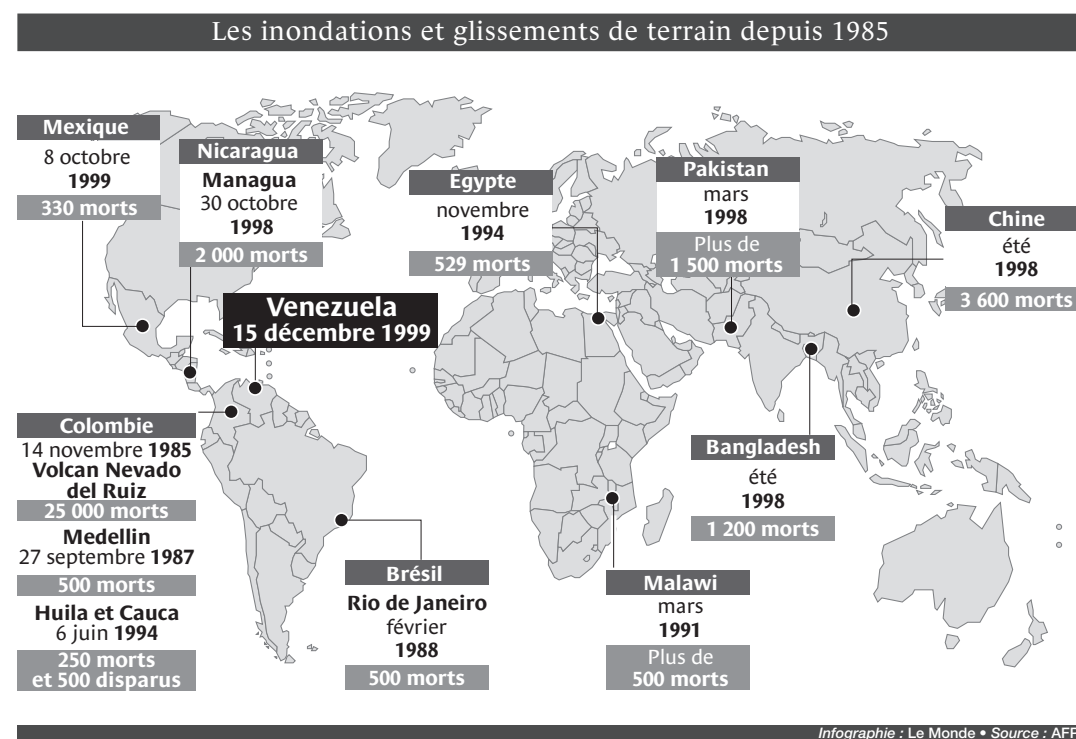 Les inondations et glissements de terrain depuis 1985
Mexique
8 octobre
1999
330 morts
Nicaragua
Managua
30 octobre
1998
2 000 morts
Egypte
novembre
1994
529 morts
Pakistan
mars
1998
Plus de
1 500 morts
Chine
été
1998
3 600 morts
Venezuela
15 décembre 1999
Colombie
14 novembre 1985
Volcan Nevado
del Ruiz
25 000 morts
Medellin
27 septembre 1987
500 morts
Huila et Cauca
6 juin 1994
250 morts
et 500 disparus
Brésil
Rio de Janeiro
février
1988
500 morts
Bangladesh
été
1998
1 200 morts
Malawi
mars
1991
Plus de
500 morts
Infographie : Le Monde • Source : AFP